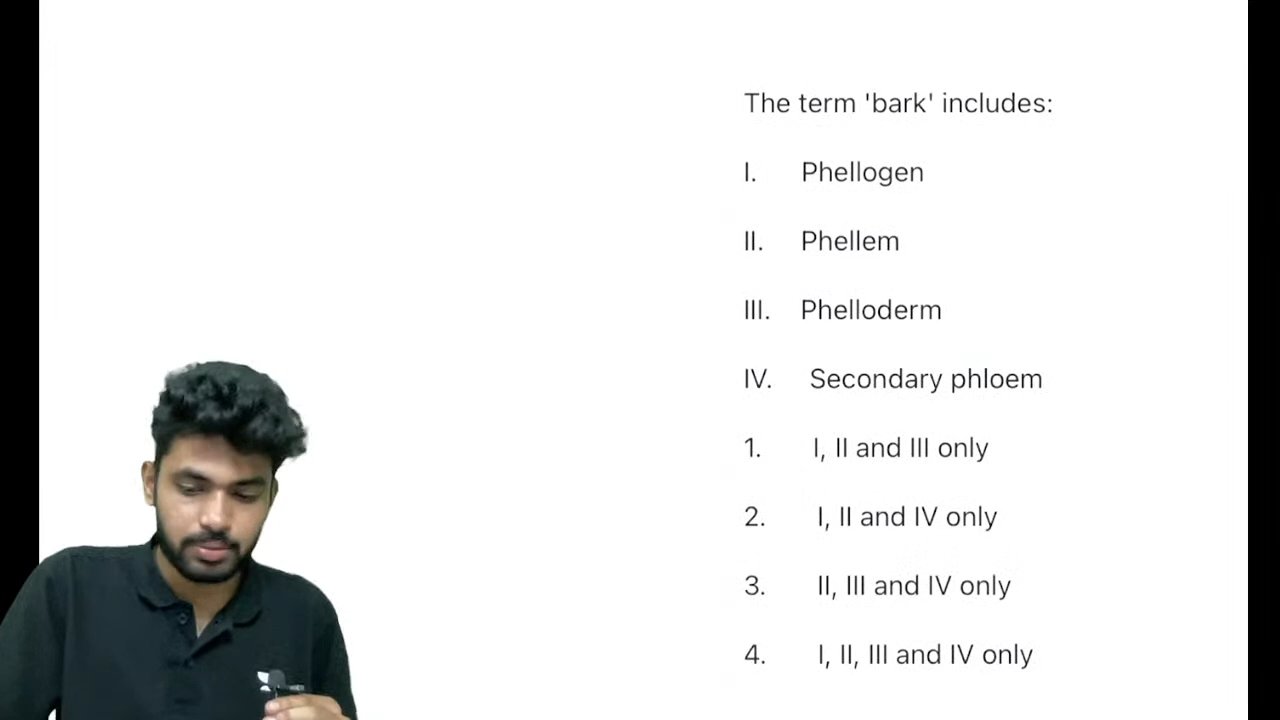 The term 'bark' includes:
I. Phellogen
II. Phellem
III. Phelloderm
IV. Secondary phloem
1. I, II and III only
2. I, II and IV only
3. II, III and IV only
4. I, II, III and IV only